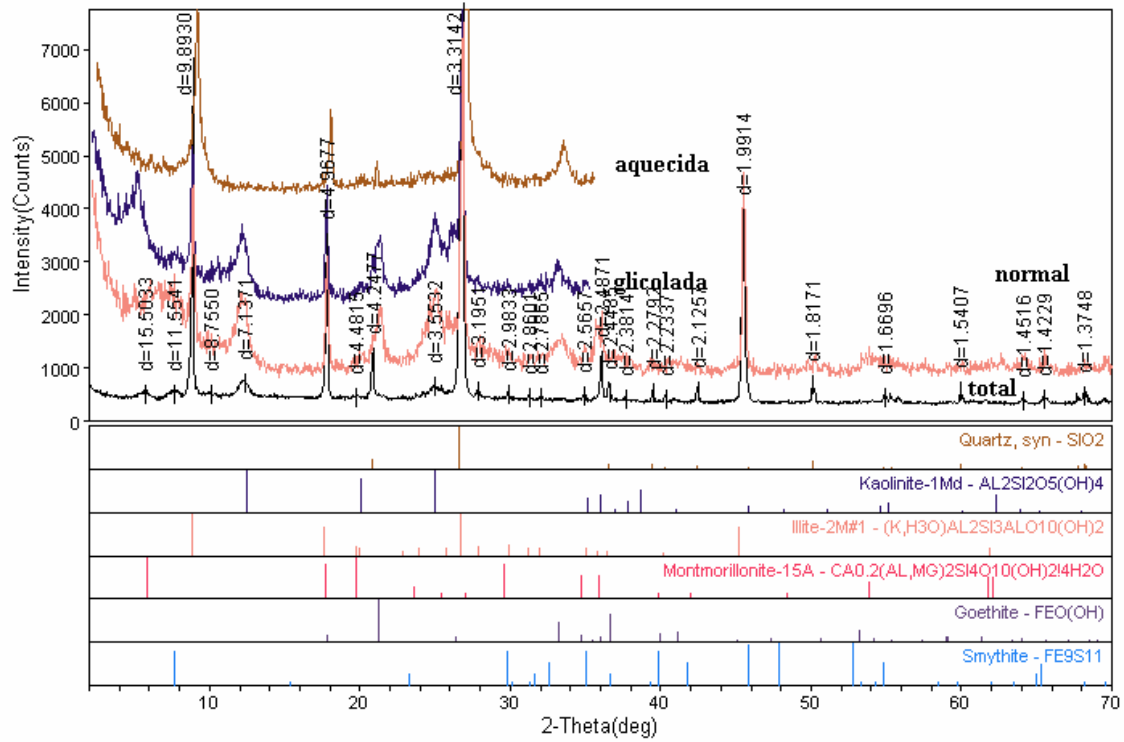 7000
6000
5000
4000
3000
2000
1000
0
Intensity(Counts)
d=9.8930
d=3.3142
d=4.9677
d=1.9914
aquecida
glicolada
normal
total
d=15.5033
d=11.5541
d=8.7550
d=7.1371
d=4.4815
d=4.2477
d=3.5532
d=3.1951
d=2.9831
d=2.8601
d=2.7865
d=2.5657
d=2.3814
d=2.2792
d=2.2337
d=2.1257
d=1.8171
d=1.6696
d=1.5407
d=1.4516
d=1.4229
d=1.3748
Quartz, syn - SIO2
Kaolinite-1Md - AL2SI2O5(OH)4
Illite-2M#1 - (K,H3O)AL2SI3ALO10(OH)2
Montmorillonite-15A - CA0.2(AL,MG)2SI4O10(OH)2!4H2O
Goethite - FEO(OH)
Smythite - FE9S11
10 20 30 40 50 60 70
2-Theta(deg)